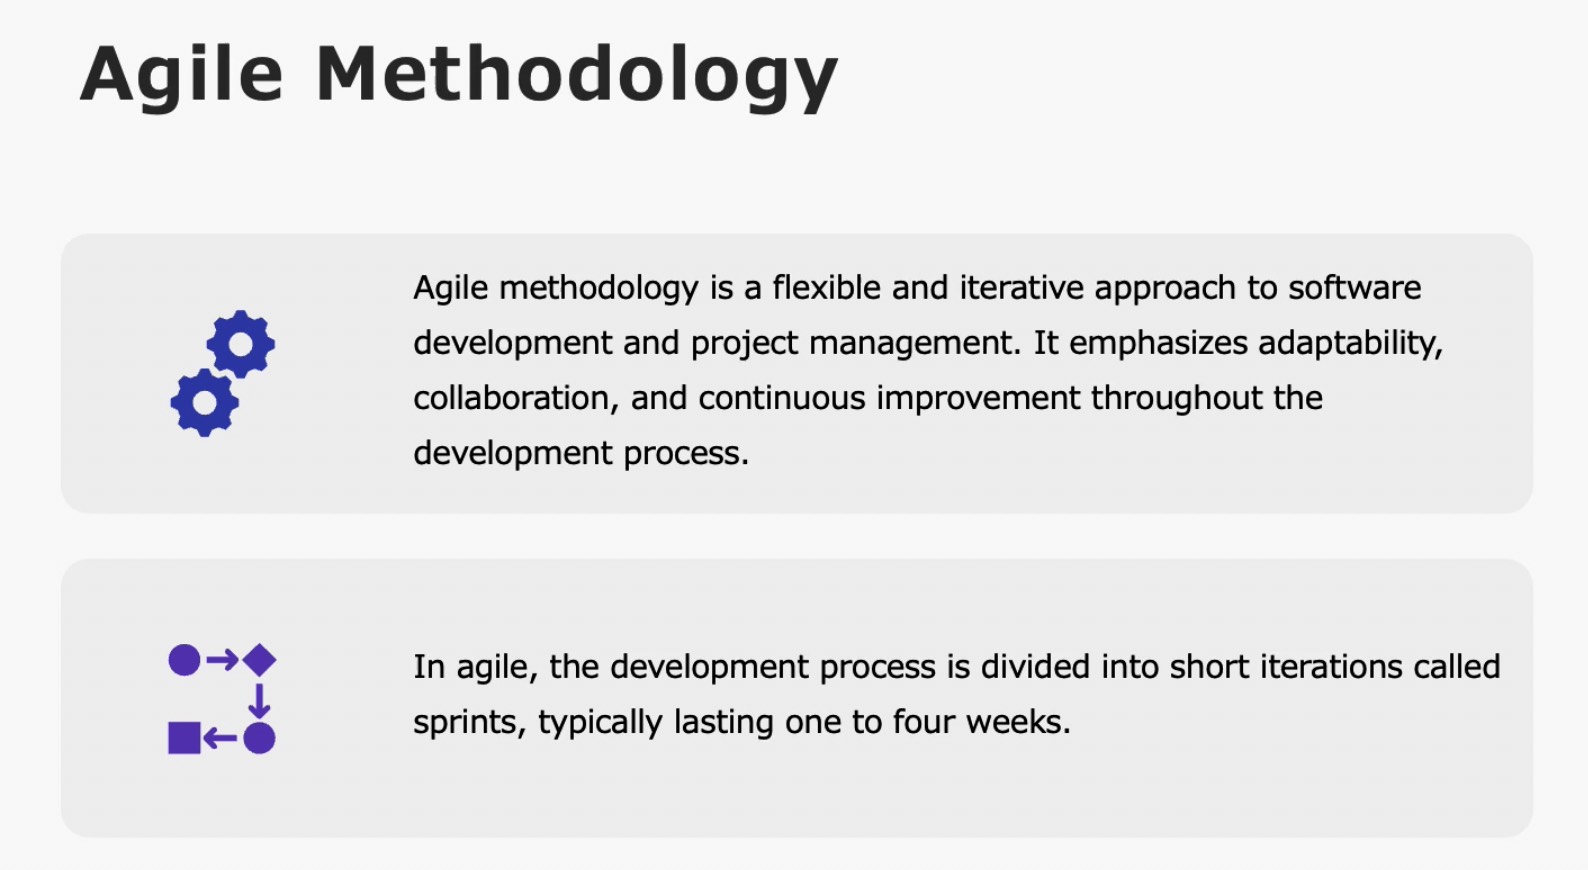 Agile Methodology
Agile methodology is a flexible and iterative approach to software
development and project management. It emphasizes adaptability,
collaboration, and continuous improvement throughout the
development process.
In agile, the development process is divided into short iterations called
sprints, typically lasting one to four weeks.